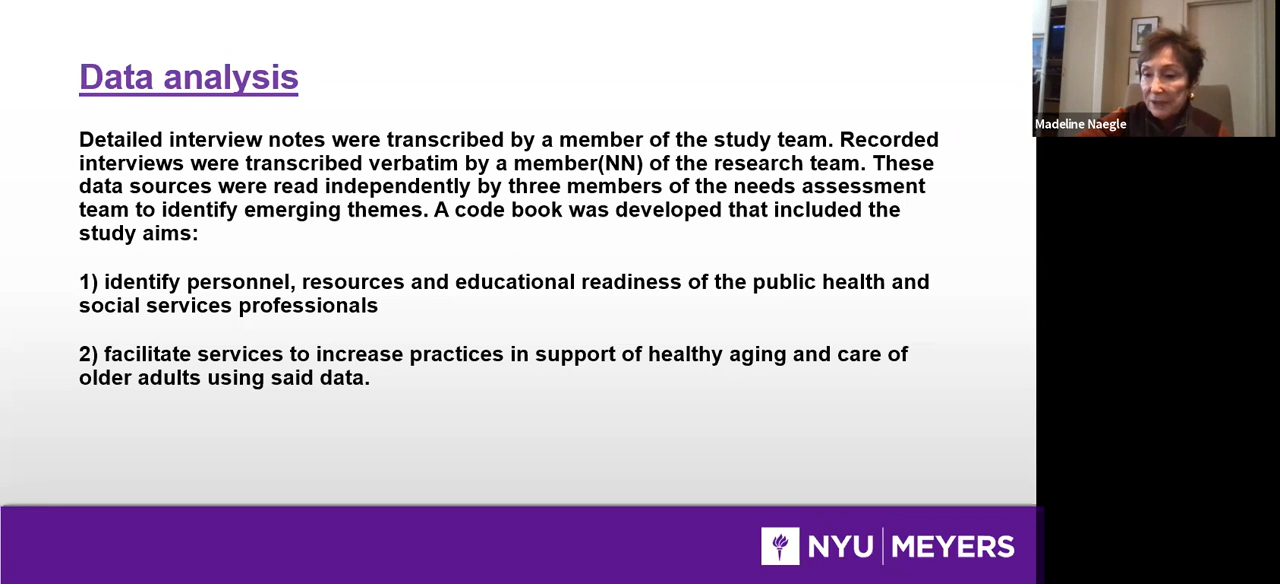 Data analysis
Detailed interview notes were transcribed by a member of the study team. Recorded
interviews were transcribed verbatim by a member(NN) of the research team. These
data sources were read independently by three members of the needs assessment
team to identify emerging themes. A code book was developed that included the
study aims:
1) identify personnel, resources and educational readiness of the public health and
social services professionals
2) facilitate services to increase practices in support of healthy aging and care of
older adults using said data.
Madeline Naegle
NYU MEYERS